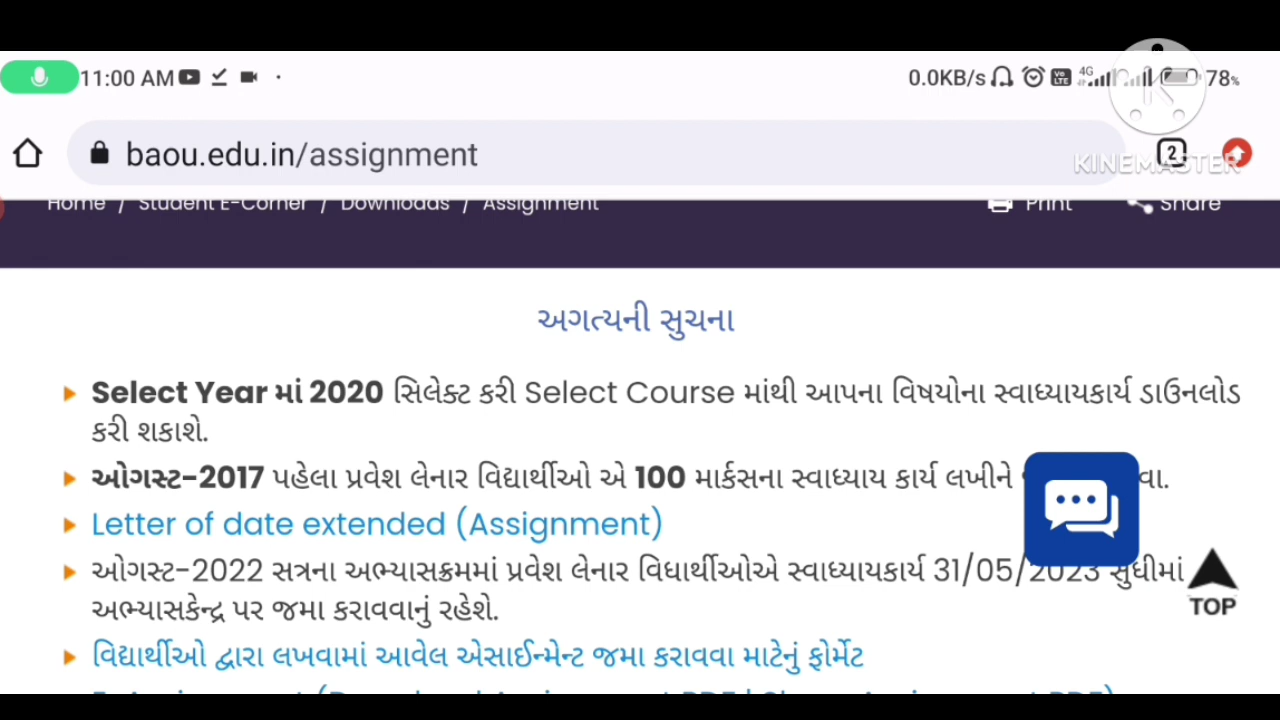 11:00 AM
0.0KB/s 4G Vo LTE 78%
baou.edu.in/assignment
2
KINEMASTER
Home / Student E-Corner / Downloads / Assignment
Print Share
અગત્યની સુચના
Select Year માં 2020 સિલેક્ટ કરી Select Course માંથી આપના વિષયોના સ્વાધ્યાયકાર્ય ડાઉનલોડ
કરી શકાશે.
ઓગસ્ટ-2017 પહેલા પ્રવેશ લેનાર વિદ્યાર્થીઓ એ 100 માર્કસના સ્વાધ્યાય કાર્ય લખીને
Letter of date extended (Assignment)
ઓગસ્ટ-2022 સત્રના અભ્યાસક્રમમાં પ્રવેશ લેનાર વિધાર્થીઓએ સ્વાધ્યાયકાર્ય 31/05/2023 સુધીમાં
અભ્યાસકેન્દ્ર પર જમા કરાવવાનું રહેશે.
TOP
વિદ્યાર્થીઓ દ્વારા લખવામાં આવેલ એસાઈન્મેન્ટ જમા કરાવવા માટેનું ફોર્મેટ